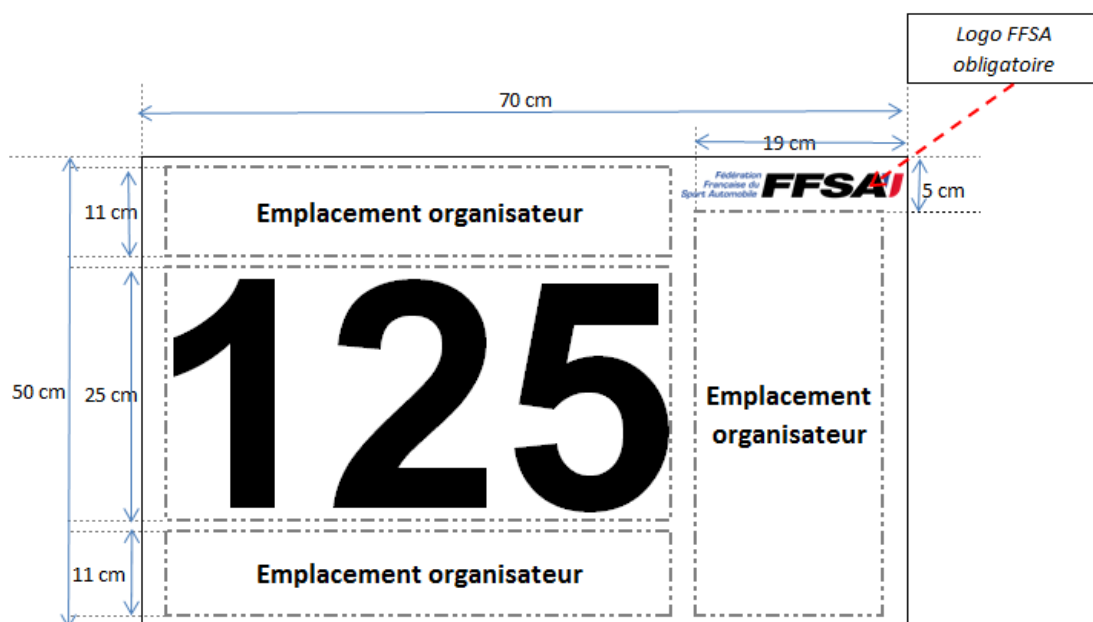 Logo FFSA
obligatoire
70 cm
19 cm
Fédération
Française du
Sport Automobile
FFSA
5 cm
11 cm
Emplacement organisateur
50 cm
25 cm
125
Emplacement
organisateur
11 cm
Emplacement organisateur